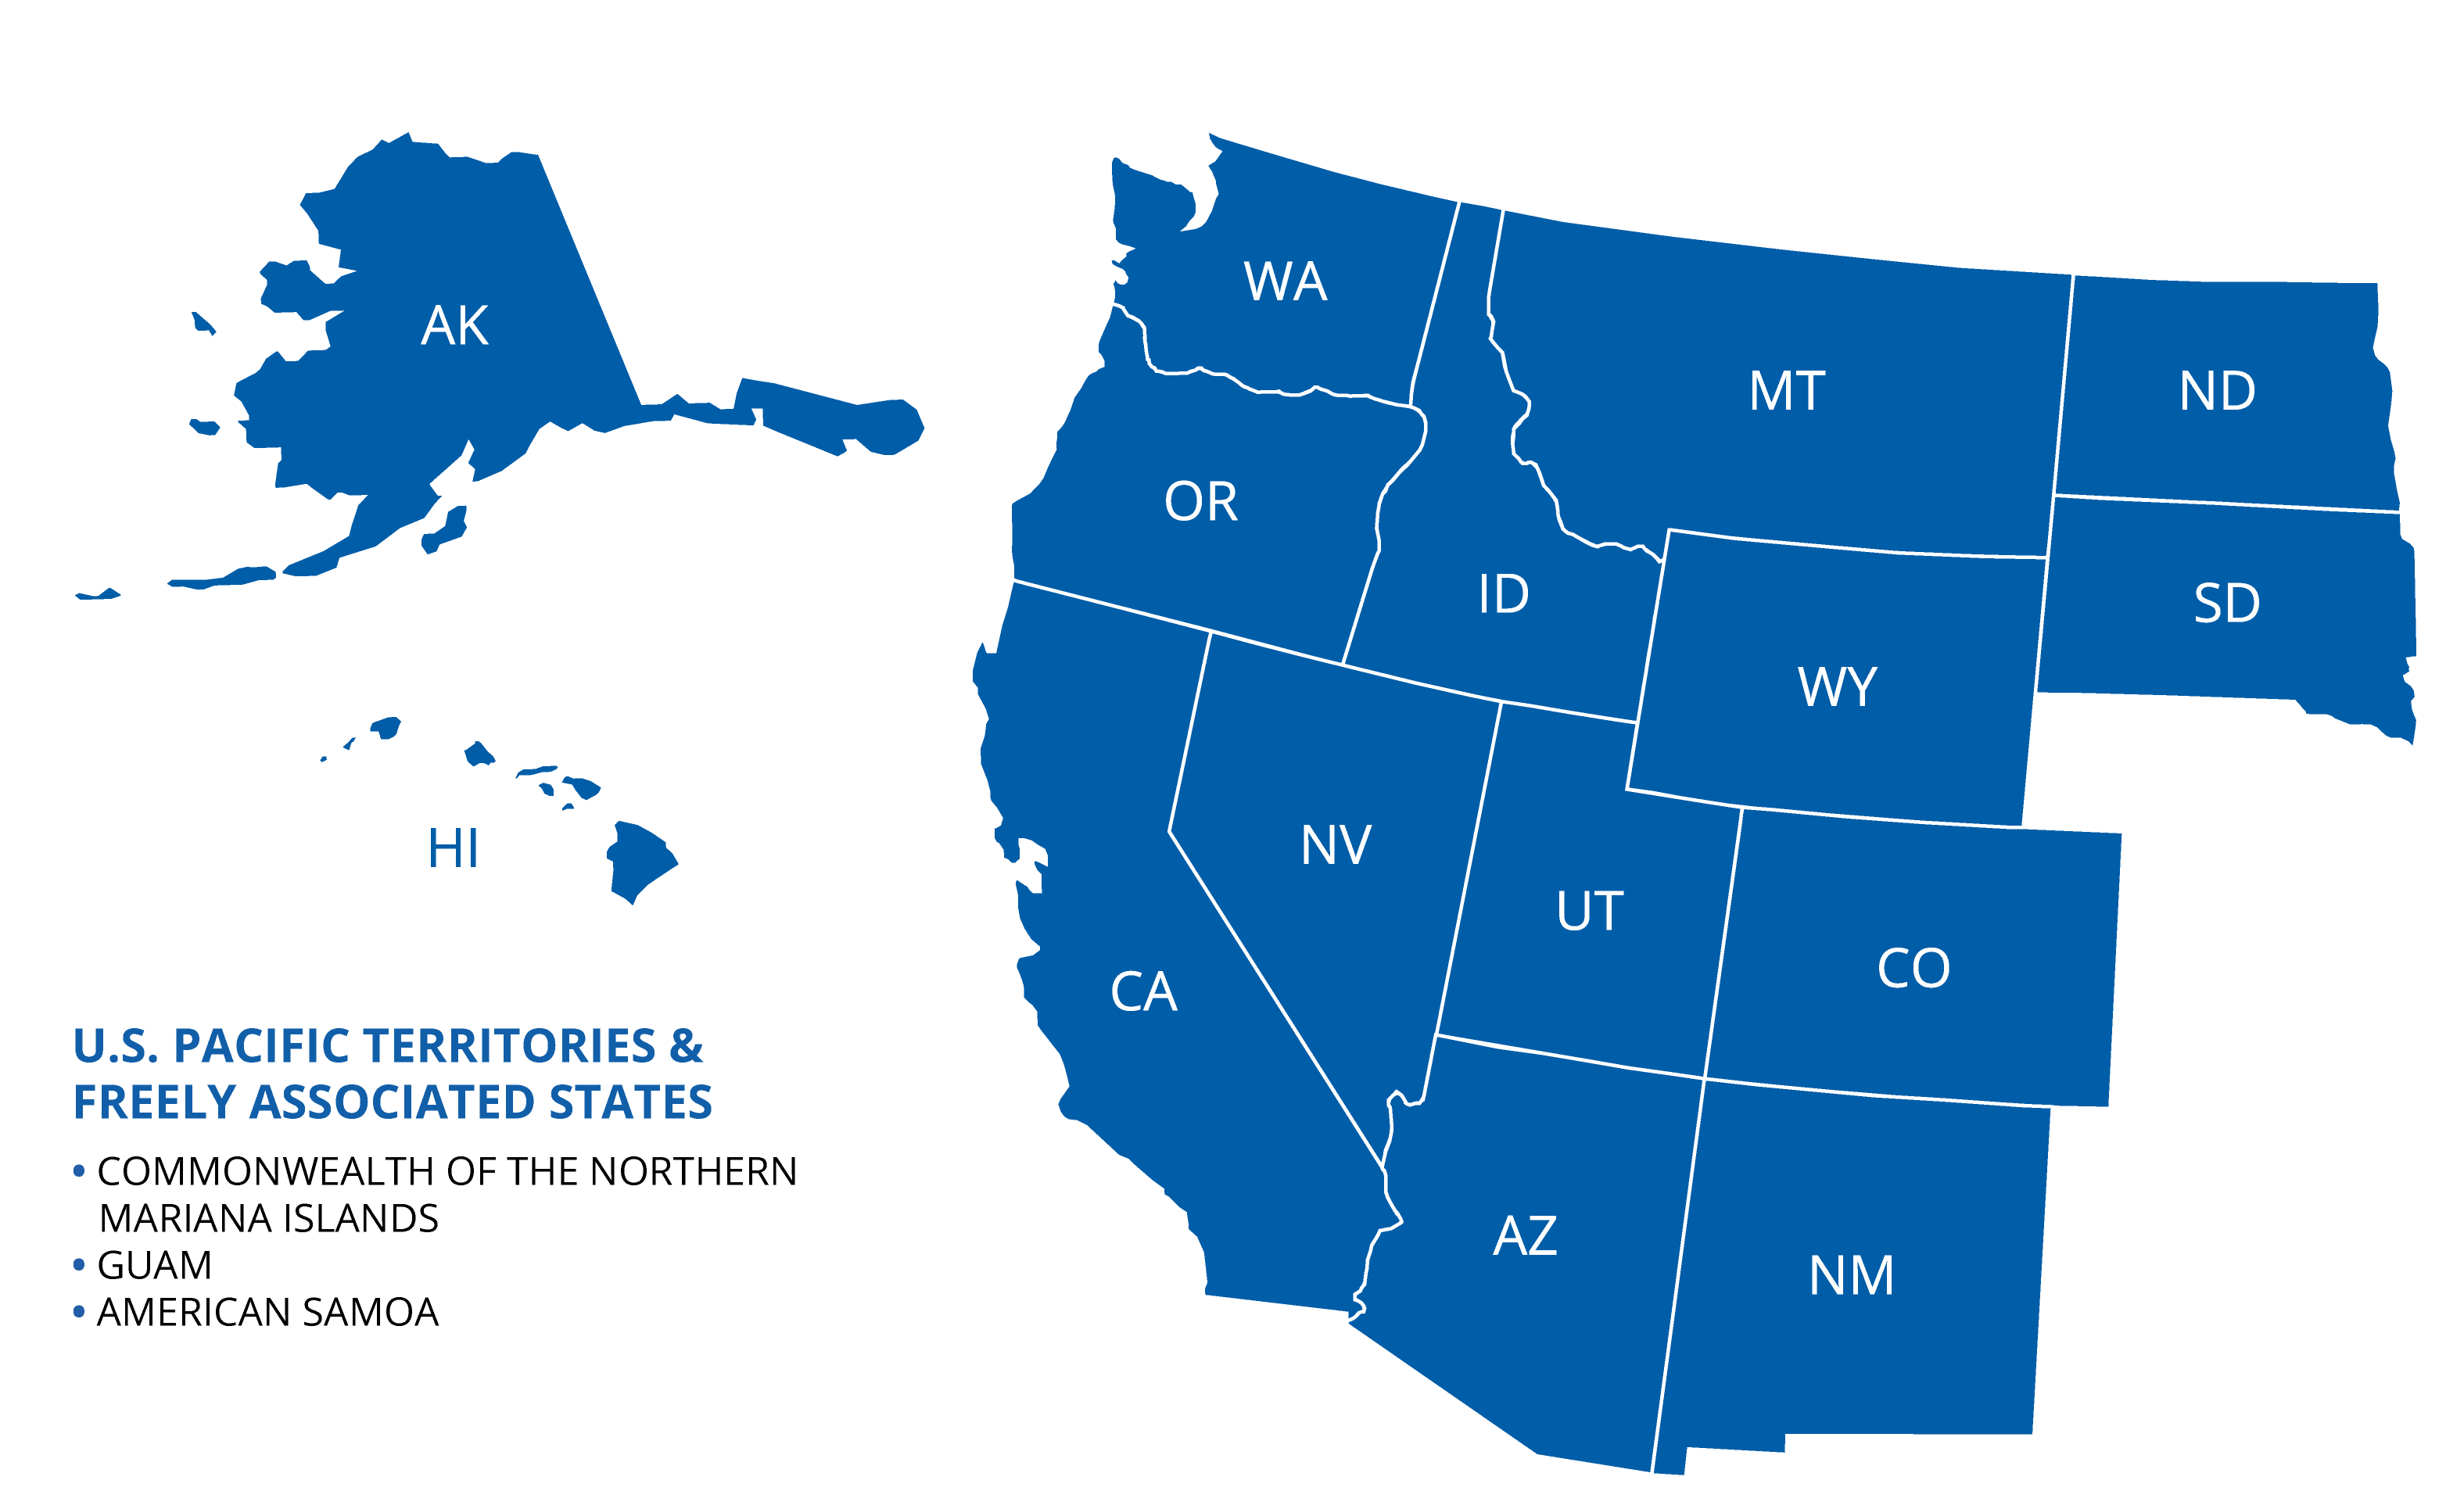 WA
AK
MT
ND
OR
ID
SD
WY
HI
NV
UT
CO
CA
U.S. PACIFIC TERRITORIES &
FREELY ASSOCIATED STATES
• COMMONWEALTH OF THE NORTHERN
MARIANA ISLANDS
• GUAM
• AMERICAN SAMOA
AZ
NM